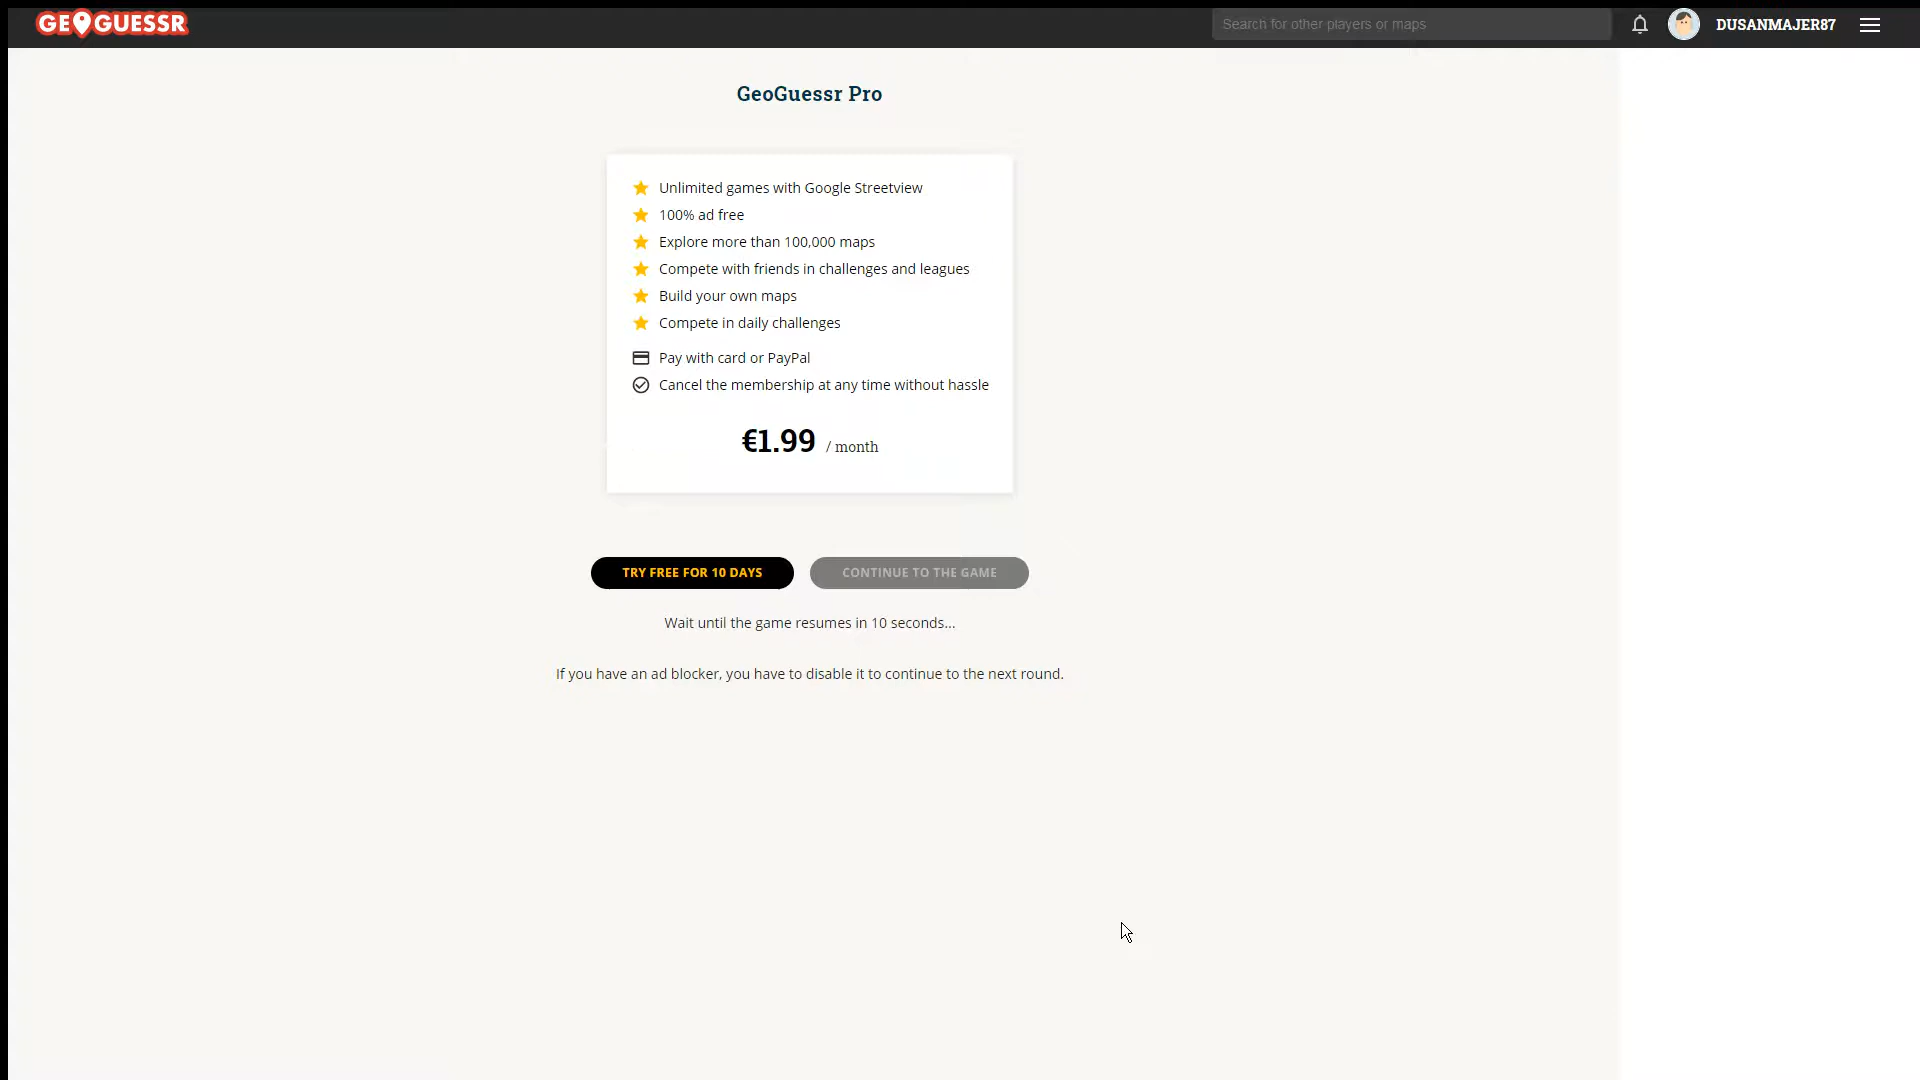 GEOGUESSR
Search for other players or maps
DUSANMAJER87
GeoGuessr Pro
Unlimited games with Google Streetview
100% ad free
Explore more than 100,000 maps
Compete with friends in challenges and leagues
Build your own maps
Compete in daily challenges
Pay with card or PayPal
Cancel the membership at any time without hassle
€1.99 / month
TRY FREE FOR 10 DAYS
CONTINUE TO THE GAME
Wait until the game resumes in 10 seconds...
If you have an ad blocker, you have to disable it to continue to the next round.